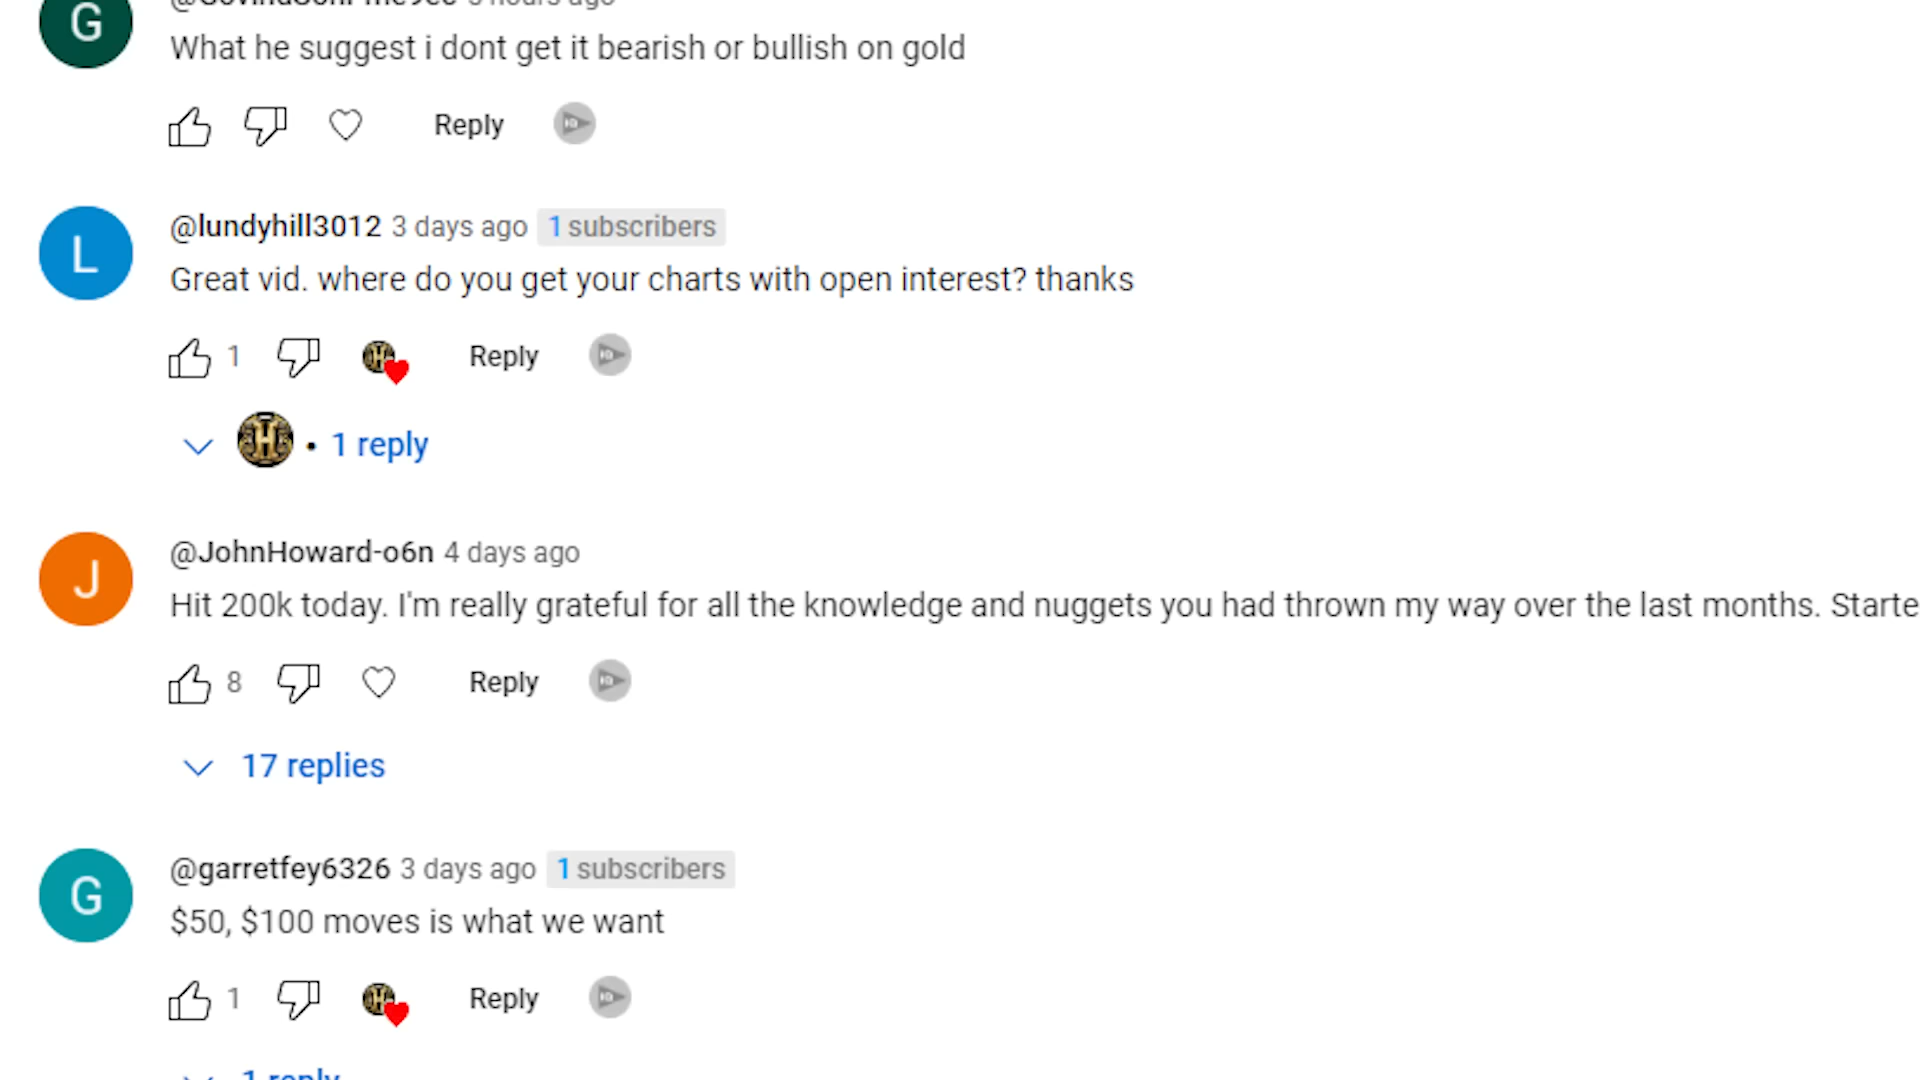 G
What he suggest i dont get it bearish or bullish on gold
Reply
L
@lundyhill3012 3 days ago 1 subscribers
Great vid. where do you get your charts with open interest? thanks
1 Reply
1 reply
J
@JohnHoward-o6n 4 days ago
Hit 200k today. I'm really grateful for all the knowledge and nuggets you had thrown my way over the last months. Starte
8 Reply
17 replies
G
@garretfey6326 3 days ago 1 subscribers
$50, $100 moves is what we want
1 Reply
1 reply